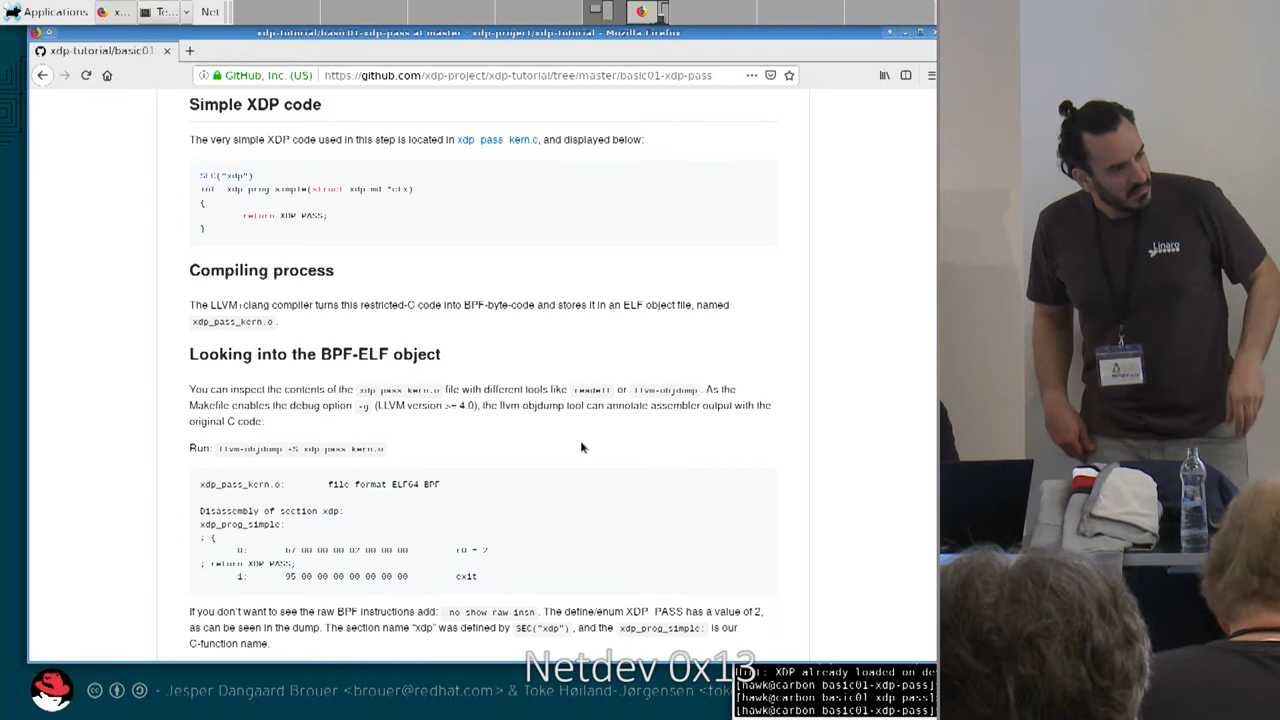 Applications
x...
Te...
Net
xdp-tutorial/basic01-xdp-pass at master · xdp-project/xdp-tutorial - Mozilla Firefox
xdp-tutorial/basic01
GitHub, Inc. (US)
https://github.com/xdp-project/xdp-tutorial/tree/master/basic01-xdp-pass
Simple XDP code
The very simple XDP code used in this step is located in xdp_pass_kern.c, and displayed below:
SEC("xdp")
int xdp_prog_simple(struct xdp_md *ctx)
{
return XDP_PASS;
}
Compiling process
The LLVM+clang compiler turns this restricted-C code into BPF-byte-code and stores it in an ELF object file, named
xdp_pass_kern.o.
Looking into the BPF-ELF object
You can inspect the contents of the xdp_pass_kern.o file with different tools like readelf or llvm-objdump. As the
Makefile enables the debug option -g (LLVM version >= 4.0), the llvm-objdump tool can annotate assembler output with the
original C code:
Run: llvm-objdump -S xdp_pass_kern.o
xdp_pass_kern.o: file format ELF64-BPF
Disassembly of section xdp:
xdp_prog_simple:
; {
0: b7 00 00 00 02 00 00 00 r0 = 2
; return XDP_PASS;
1: 95 00 00 00 00 00 00 00 exit
If you don't want to see the raw BPF instructions add: -no-show-raw-insn. The define/enum XDP_PASS has a value of 2,
as can be seen in the dump. The section name "xdp" was defined by SEC("xdp"), and the xdp_prog_simple: is our
C-function name.
Netdev 0x13
cc - Jesper Dangaard Brouer <brouer@redhat.com> & Toke Høiland-Jørgensen <tok
Hint: XDP already loaded on de
[hawk@carbon basic01-xdp-pass]
[hawk@carbon basic01-xdp-pass]
[hawk@carbon basic01-xdp-pass]
Linaro